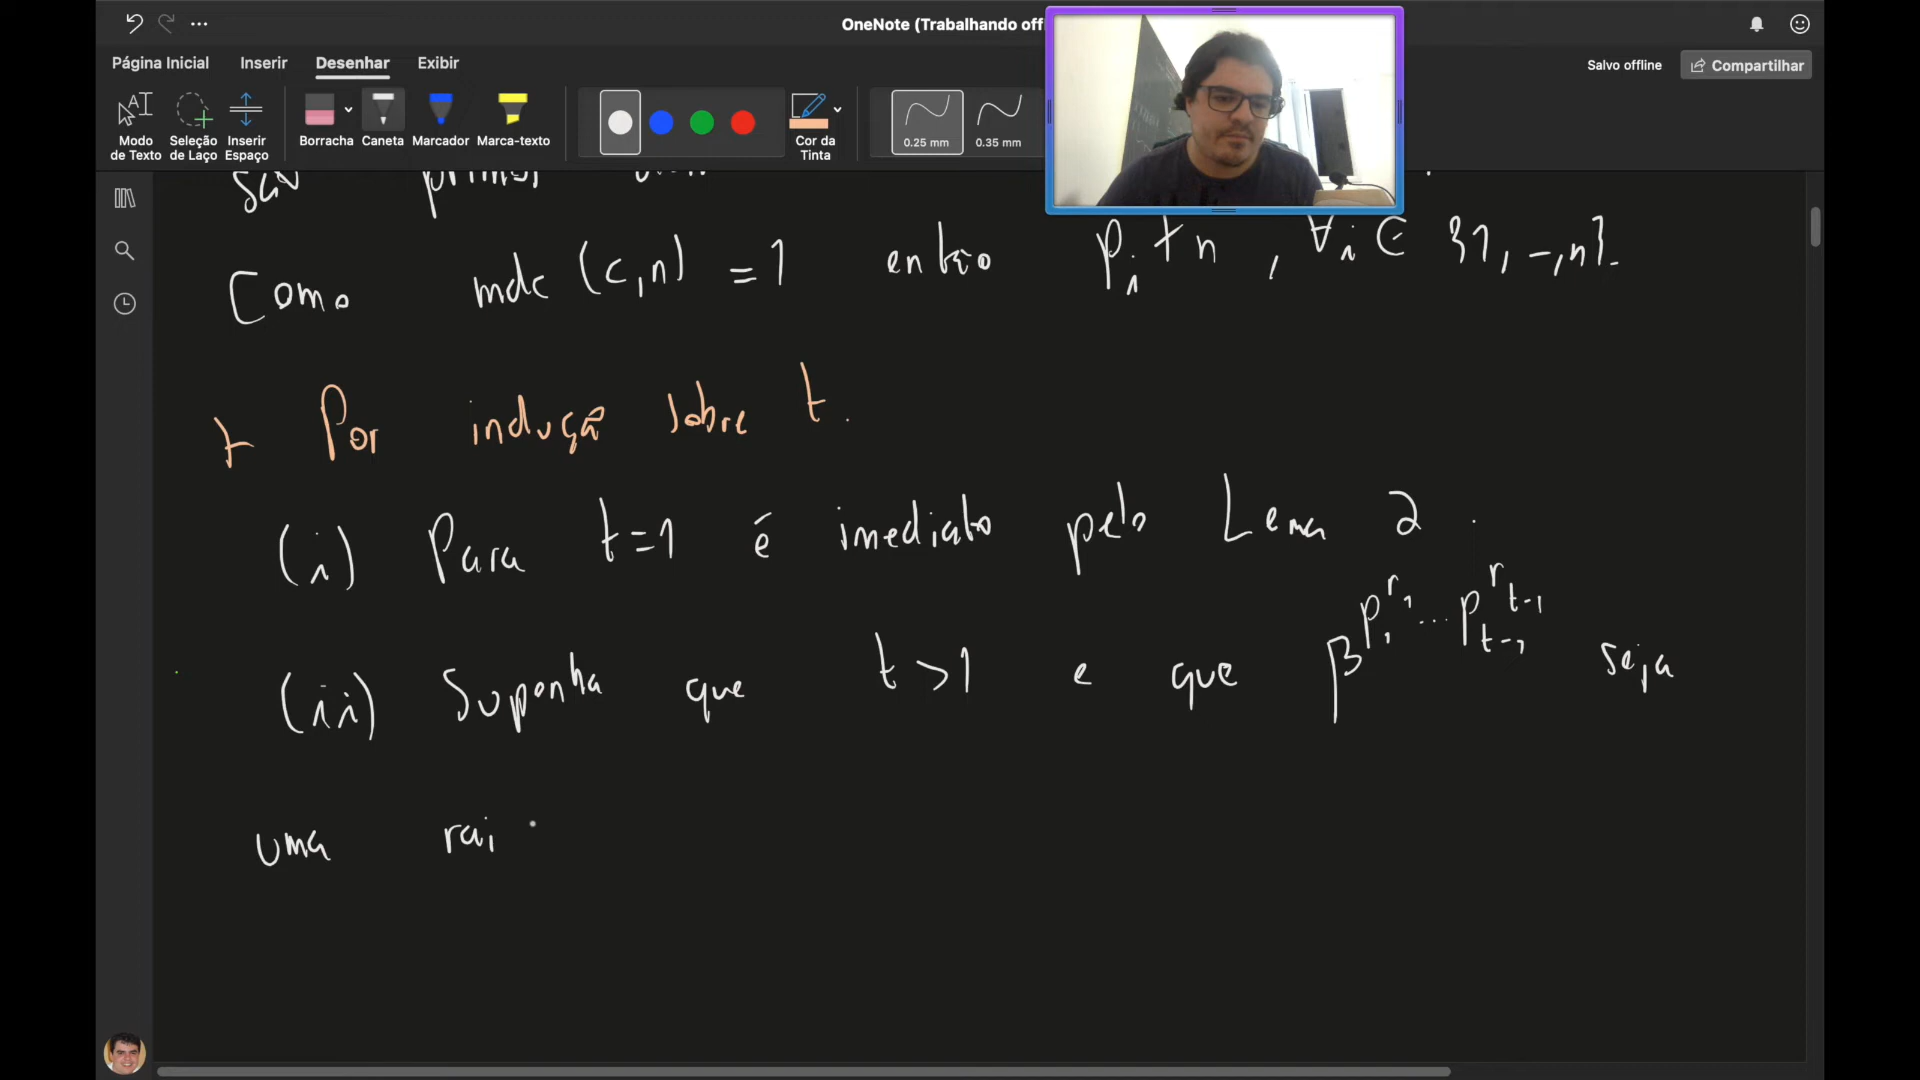 OneNote (Trabalhando offl
Página Inicial Inserir Desenhar Exibir
Salvo offline Compartilhar
Modo de Texto
Seleção de Laço
Inserir Espaço
Borracha Caneta Marcador Marca-texto
Cor da Tinta
0.25 mm 0.35 mm
São primos
Como mdc (c,n) = 1 então p_i ∤ n , ∀i ∈ {1, -, n}.
Por indução sobre t.
(i) Para t=1 é imediato pelo Lema 2.
(ii) Suponha que t>1 e que β^{p_1^{r_1} ... p_{t-1}^{r_{t-1}}} seja
uma rai